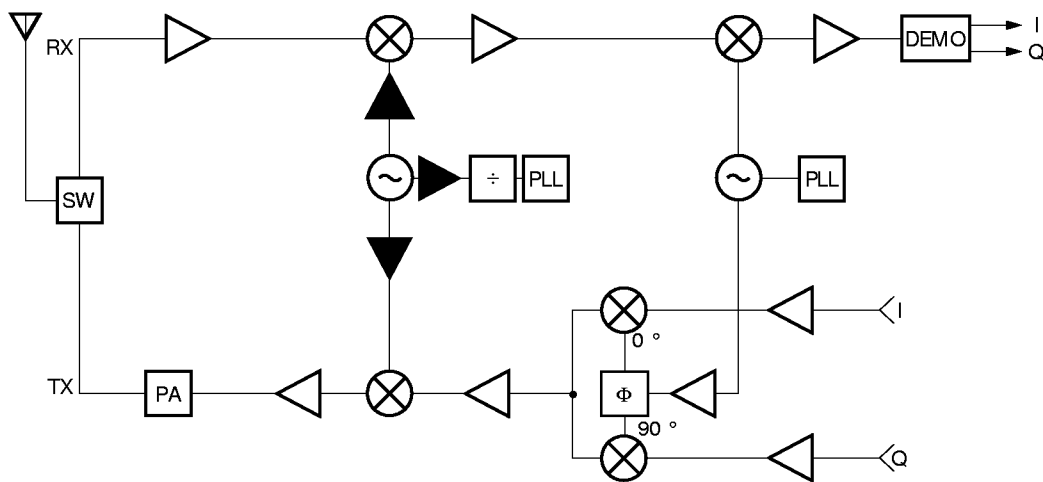 I
RX
DEMO
Q
SW
~
÷
PLL
~
PLL
I
0 °
TX
PA
Φ
90 °
Q